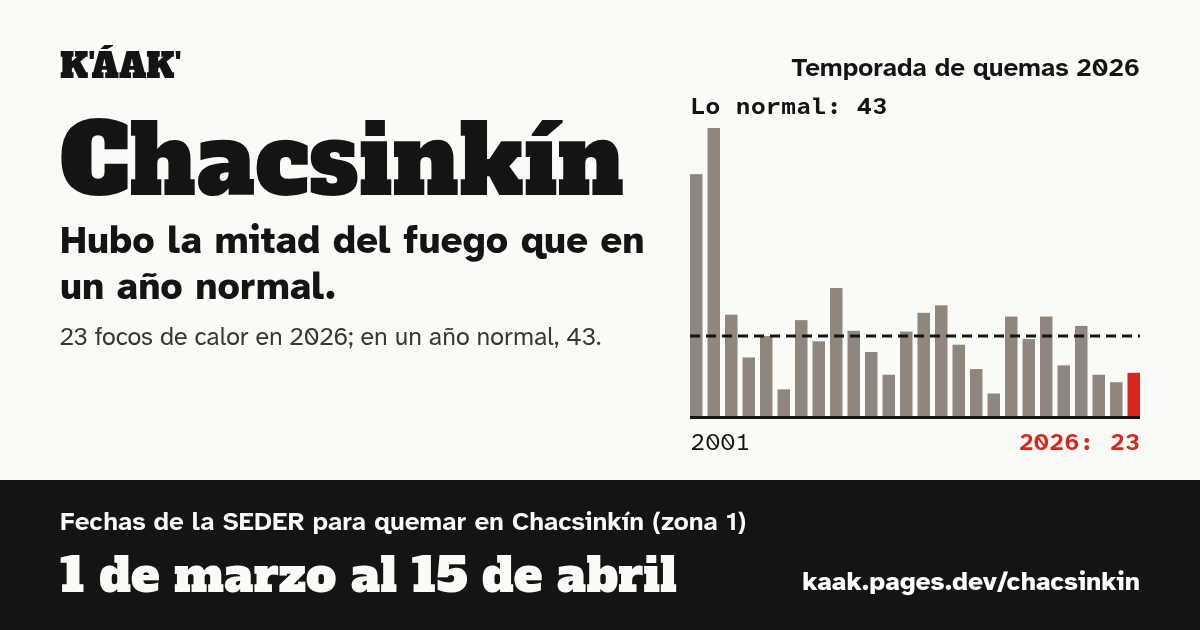 K'ÁAK'
Temporada de quemas 2026
Chacsinkín
Hubo la mitad del fuego que en
un año normal.
23 focos de calor en 2026; en un año normal, 43.
Lo normal: 43
2001
2026: 23
Fechas de la SEDER para quemar en Chacsinkín (zona 1)
1 de marzo al 15 de abril
kaak.pages.dev/chacsinkin